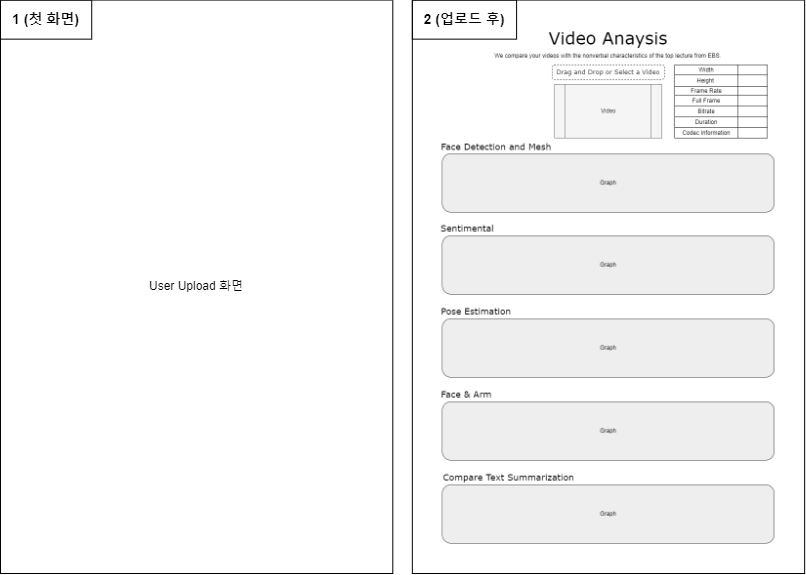 1 (첫 화면)
User Upload 화면
2 (업로드 후)
Video Anaysis
We compare your videos with the nonverbal characteristics of the top lecture from EBS.
Drag and Drop or Select a Video
Video
Width
Height
Frame Rate
Full Frame
Bitrate
Duration
Codec Information
Face Detection and Mesh
Graph
Sentimental
Graph
Pose Estimation
Graph
Face & Arm
Graph
Compare Text Summarization
Graph